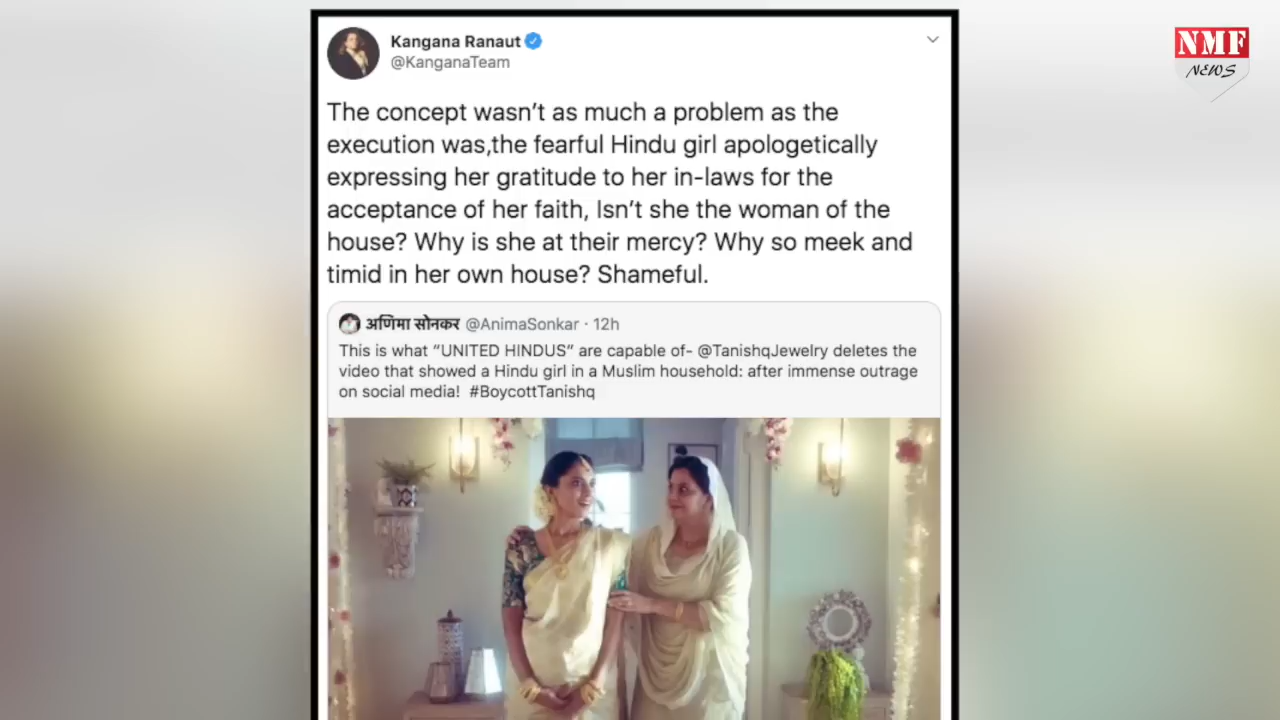 NMF
NEWS
Kangana Ranaut
@KanganaTeam
The concept wasn't as much a problem as the
execution was,the fearful Hindu girl apologetically
expressing her gratitude to her in-laws for the
acceptance of her faith, Isn't she the woman of the
house? Why is she at their mercy? Why so meek and
timid in her own house? Shameful.
अणिमा सोनकर @AnimaSonkar · 12h
This is what “UNITED HINDUS” are capable of- @TanishqJewelry deletes the
video that showed a Hindu girl in a Muslim household: after immense outrage
on social media! #BoycottTanishq